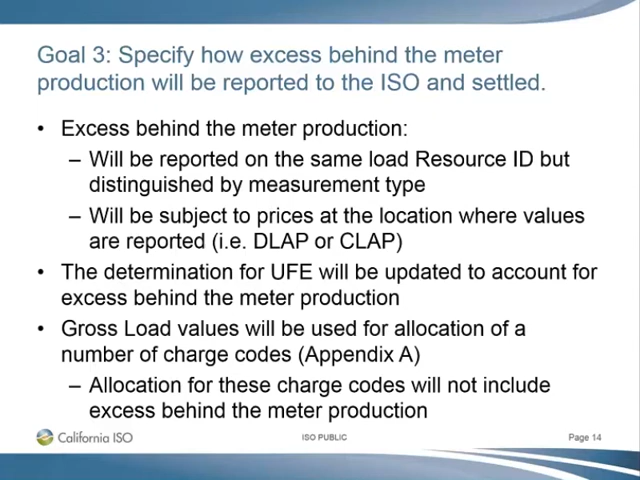 Goal 3: Specify how excess behind the meter
production will be reported to the ISO and settled.
• Excess behind the meter production:
– Will be reported on the same load Resource ID but
distinguished by measurement type
– Will be subject to prices at the location where values
are reported (i.e. DLAP or CLAP)
• The determination for UFE will be updated to account for
excess behind the meter production
• Gross Load values will be used for allocation of a
number of charge codes (Appendix A)
– Allocation for these charge codes will not include
excess behind the meter production
California ISO
ISO PUBLIC
Page 14